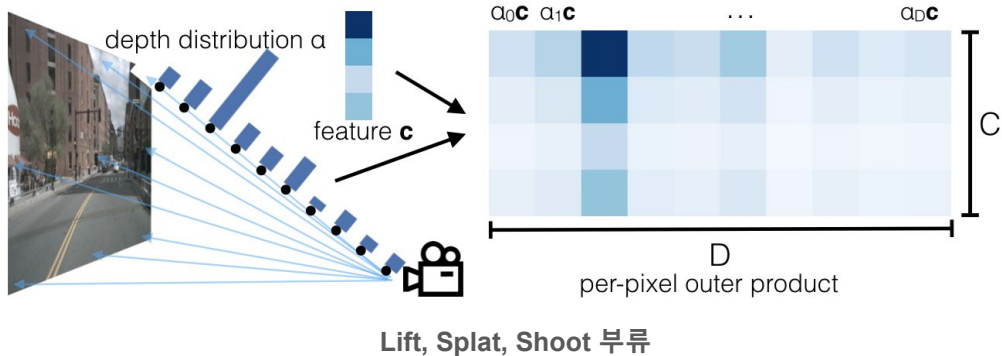 depth distribution α
feature c
α₀c α₁c ... α_Dc
C
D
per-pixel outer product
Lift, Splat, Shoot 부류